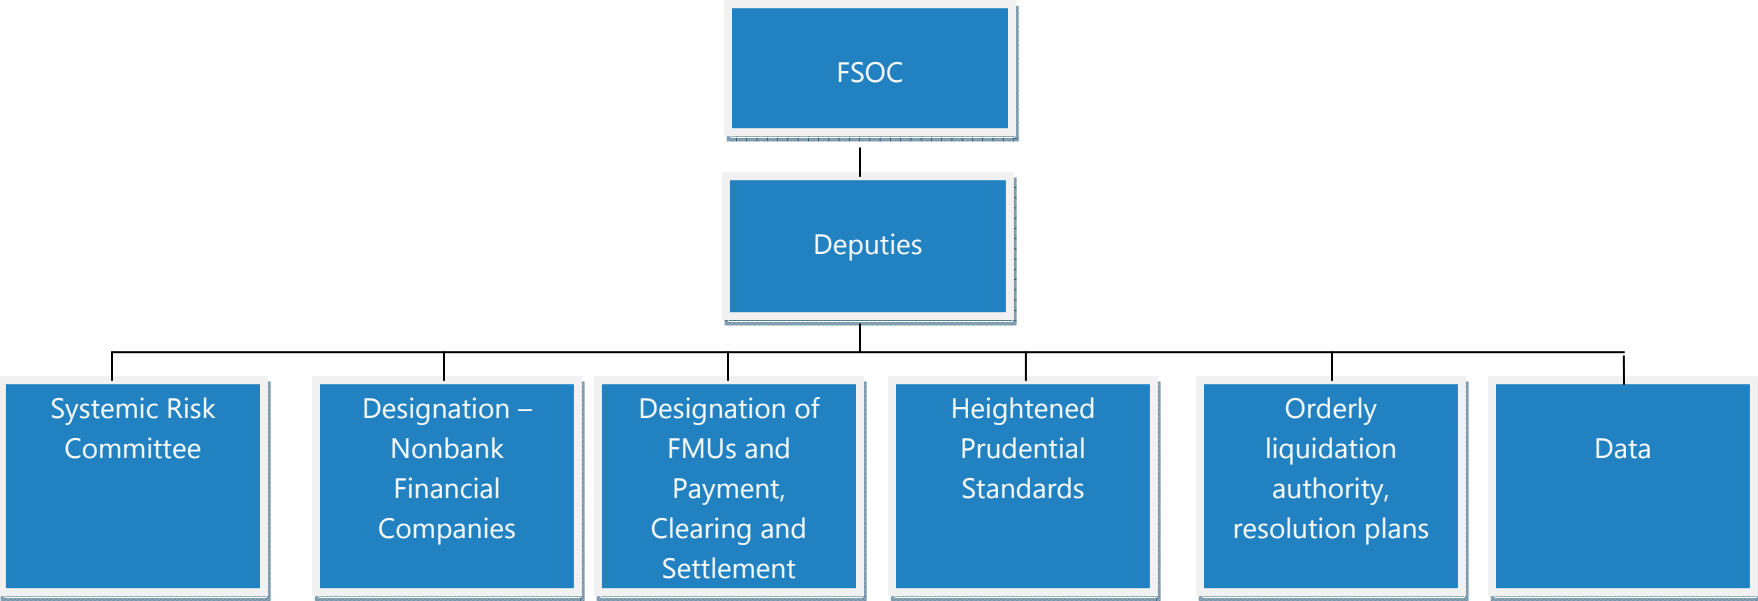 FSOC
Deputies
Systemic Risk
Committee
Designation –
Nonbank
Financial
Companies
Designation of
FMUs and
Payment,
Clearing and
Settlement
Heightened
Prudential
Standards
Orderly
liquidation
authority,
resolution plans
Data